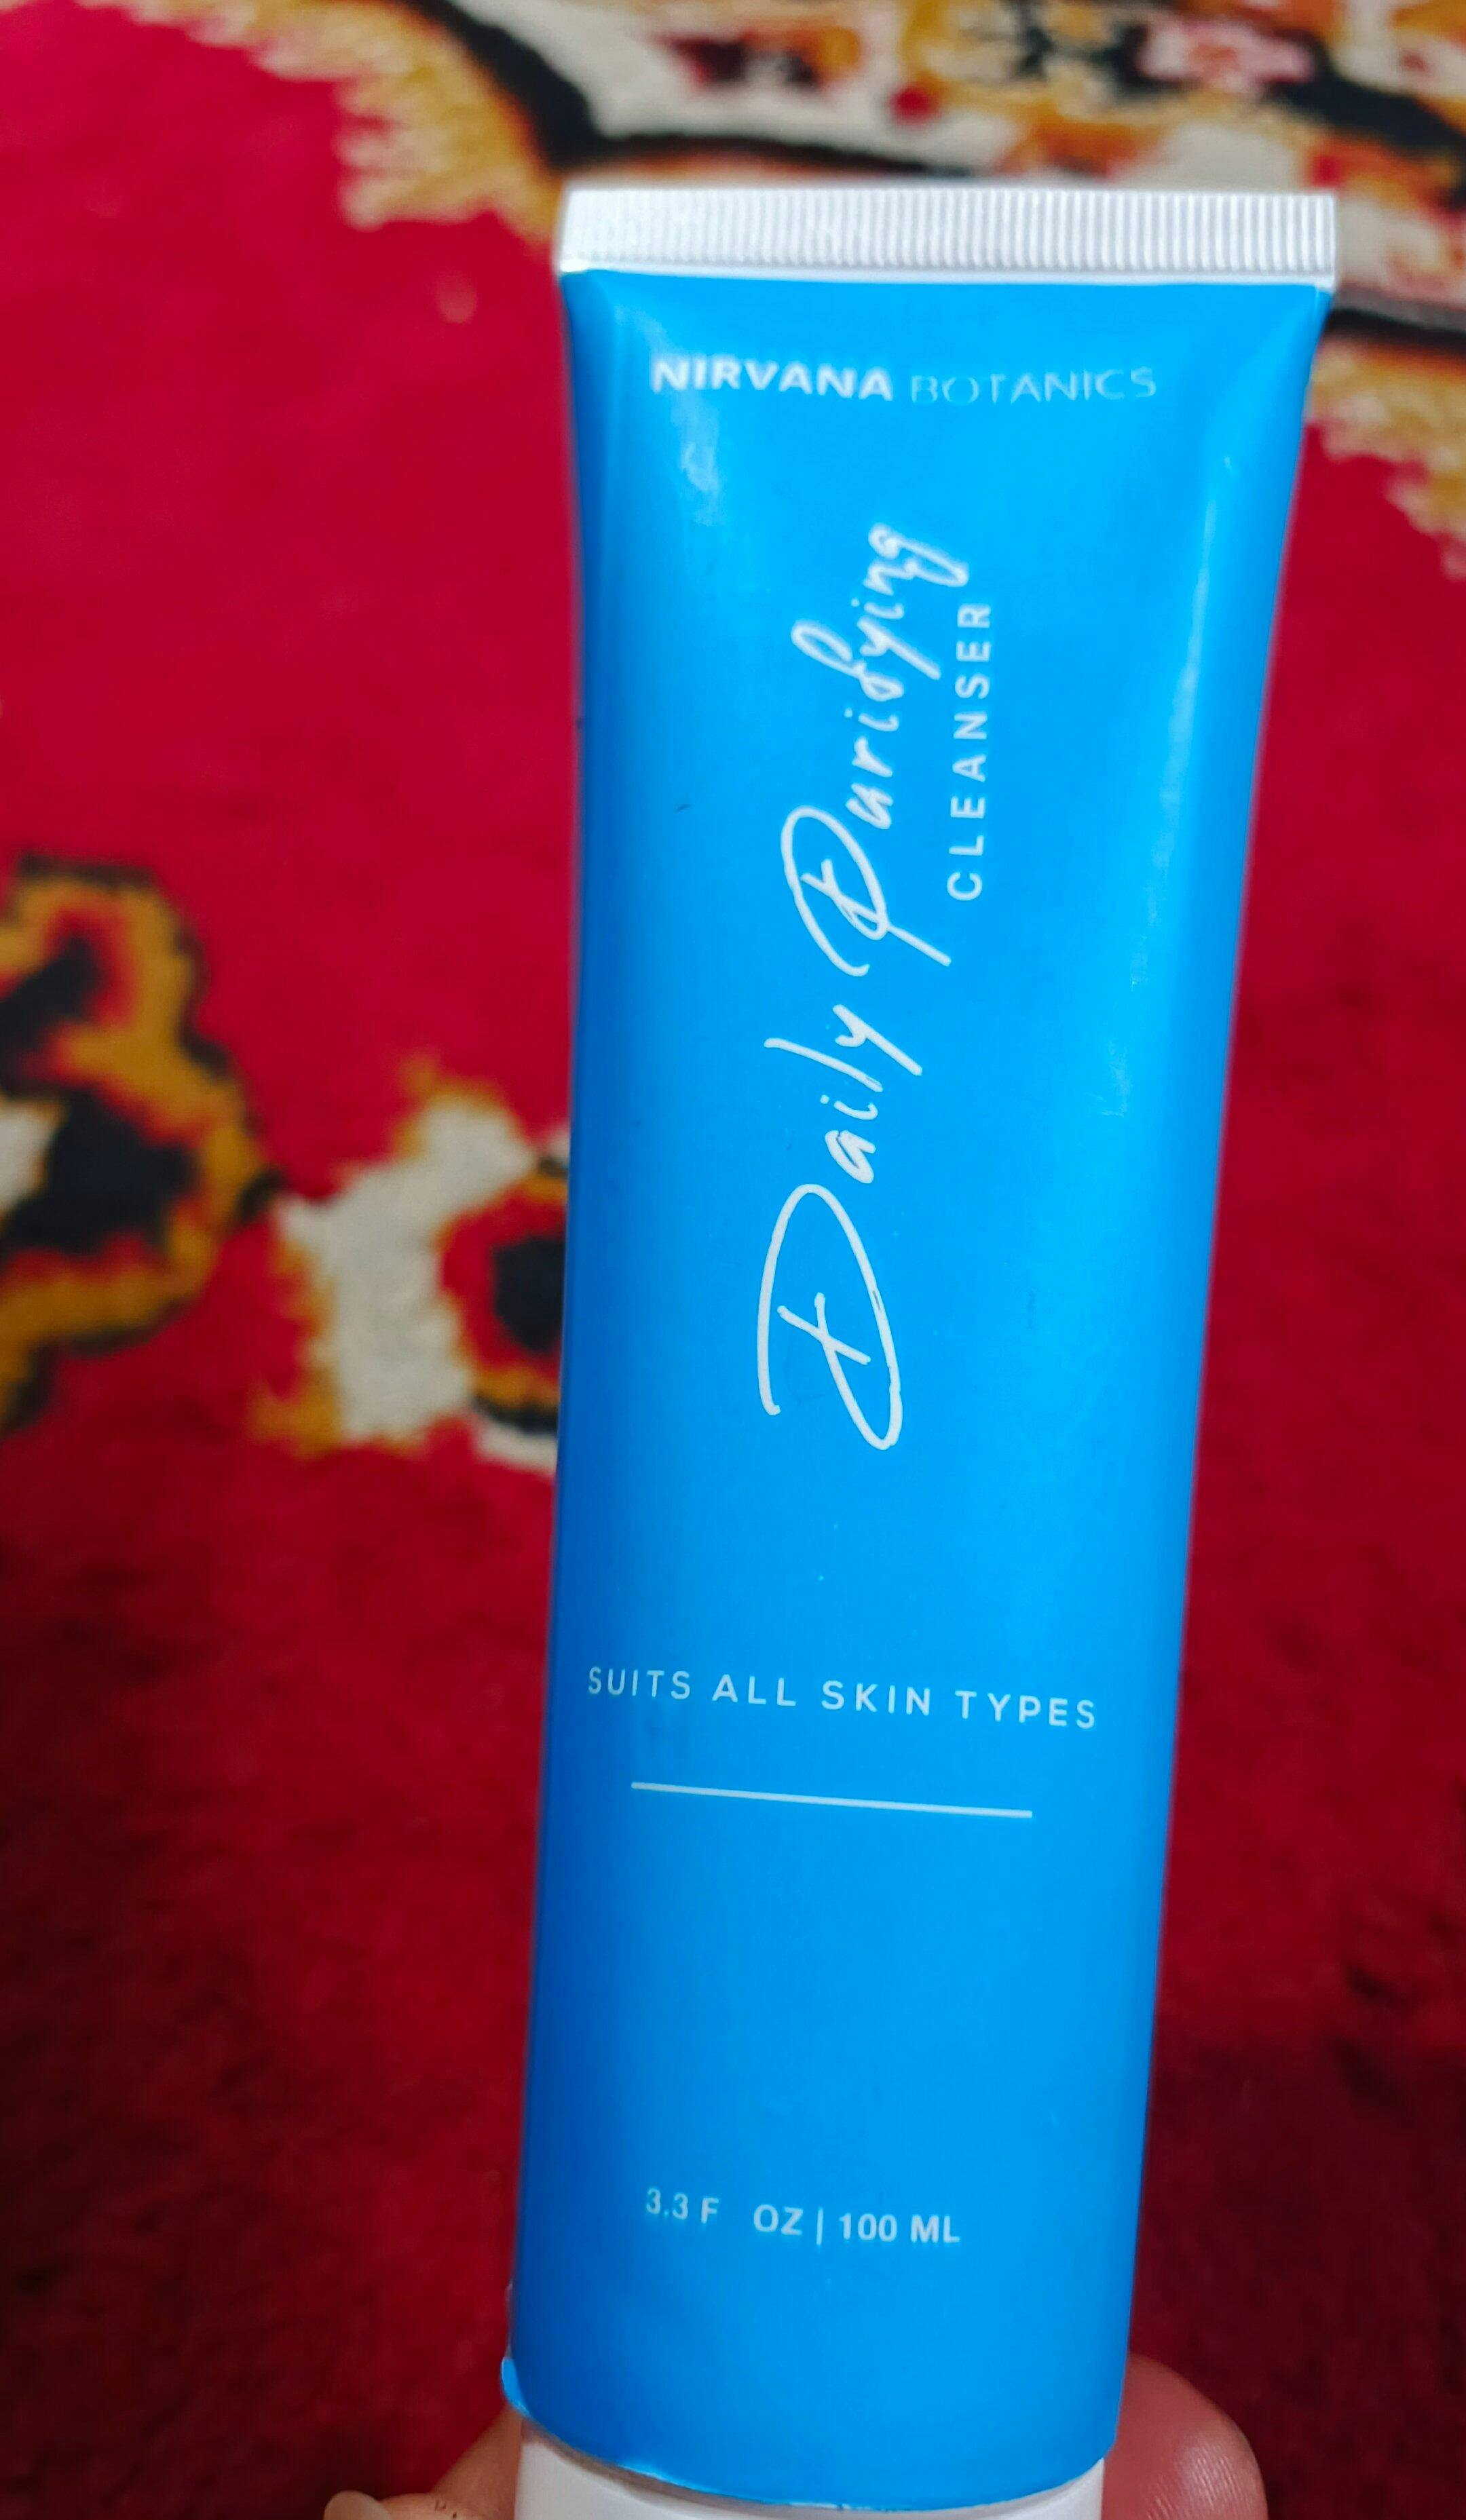 NIRVANA BOTANICS
Daily Purifying
CLEANSER
SUITS ALL SKIN TYPES
3.3 F OZ | 100 ML